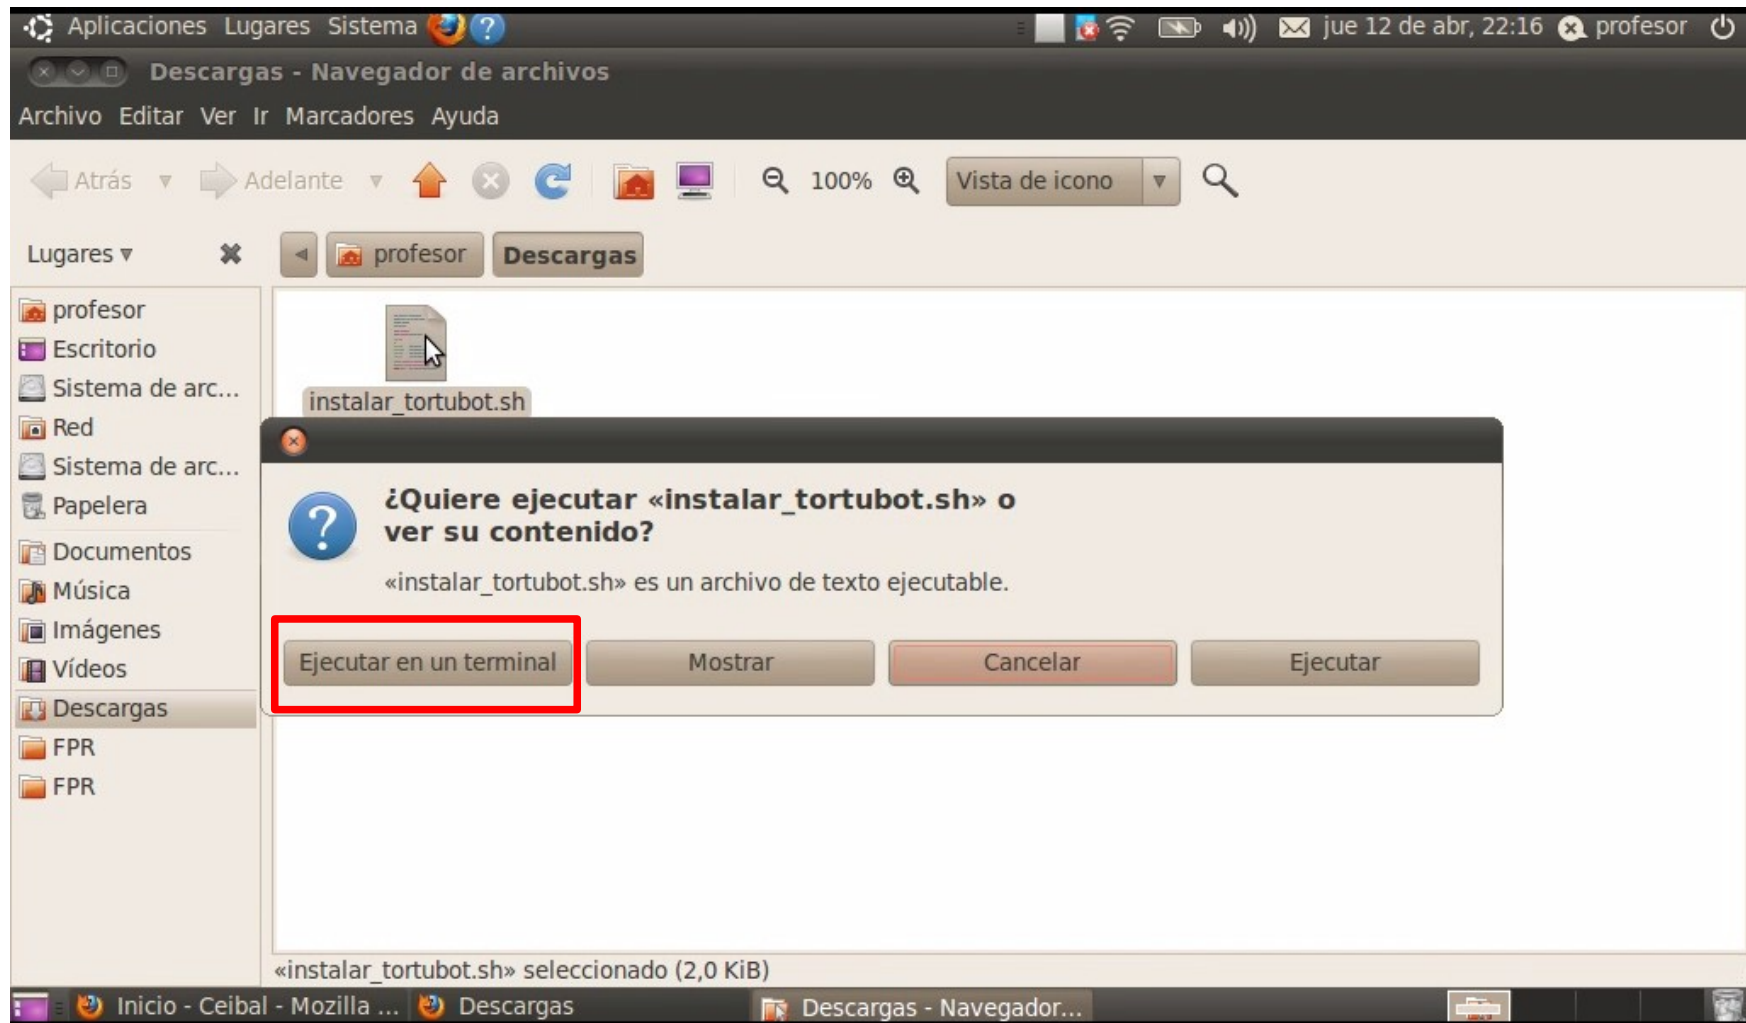 Aplicaciones Lugares Sistema
jue 12 de abr, 22:16 profesor
Descargas - Navegador de archivos
Archivo Editar Ver Ir Marcadores Ayuda
Atrás Adelante 100% Vista de icono
Lugares profesor Descargas
profesor
Escritorio
Sistema de arc...
Red
Sistema de arc...
Papelera
Documentos
Música
Imágenes
Vídeos
Descargas
FPR
FPR
instalar_tortubot.sh
¿Quiere ejecutar «instalar_tortubot.sh» o
ver su contenido?
«instalar_tortubot.sh» es un archivo de texto ejecutable.
Ejecutar en un terminal Mostrar Cancelar Ejecutar
«instalar_tortubot.sh» seleccionado (2,0 KiB)
Inicio - Ceibal - Mozilla ... Descargas Descargas - Navegador...